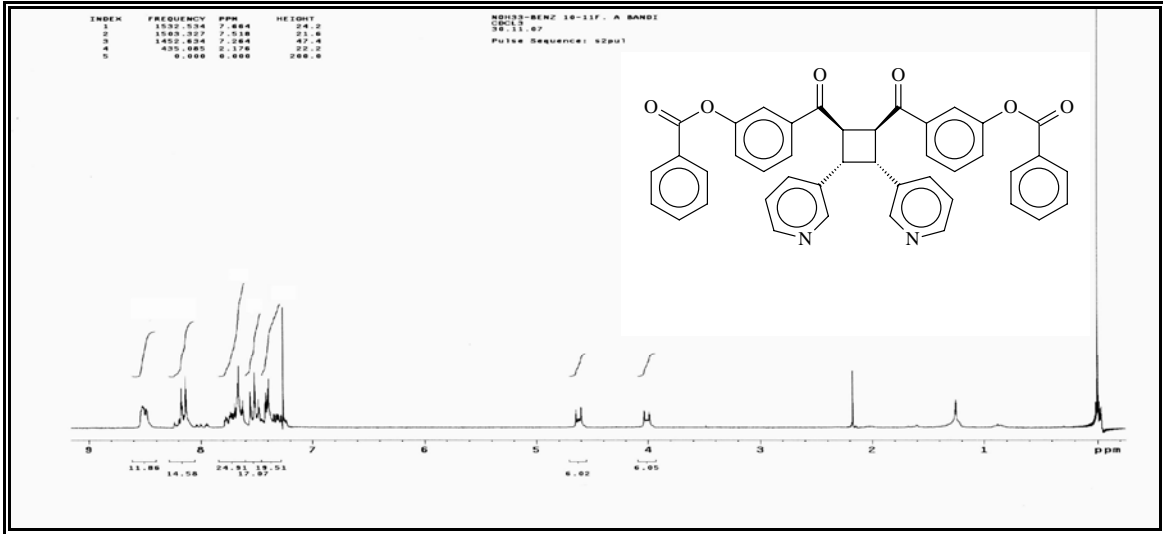 INDEX FREQUENCY PPM HEIGHT
1 1532.534 7.664 24.2
2 1503.327 7.518 21.6
3 1452.634 7.264 47.4
4 435.085 2.176 22.2
5 0.000 0.000 200.0
NOH33-BENZ 10-11F. A BANDI
CDCL3
30.11.07
Pulse Sequence: s2pul
O O
O O O O
N N
9 8 7 6 5 4 3 2 1 ppm
11.86 24.91 19.51 6.02 6.05
14.58 17.07